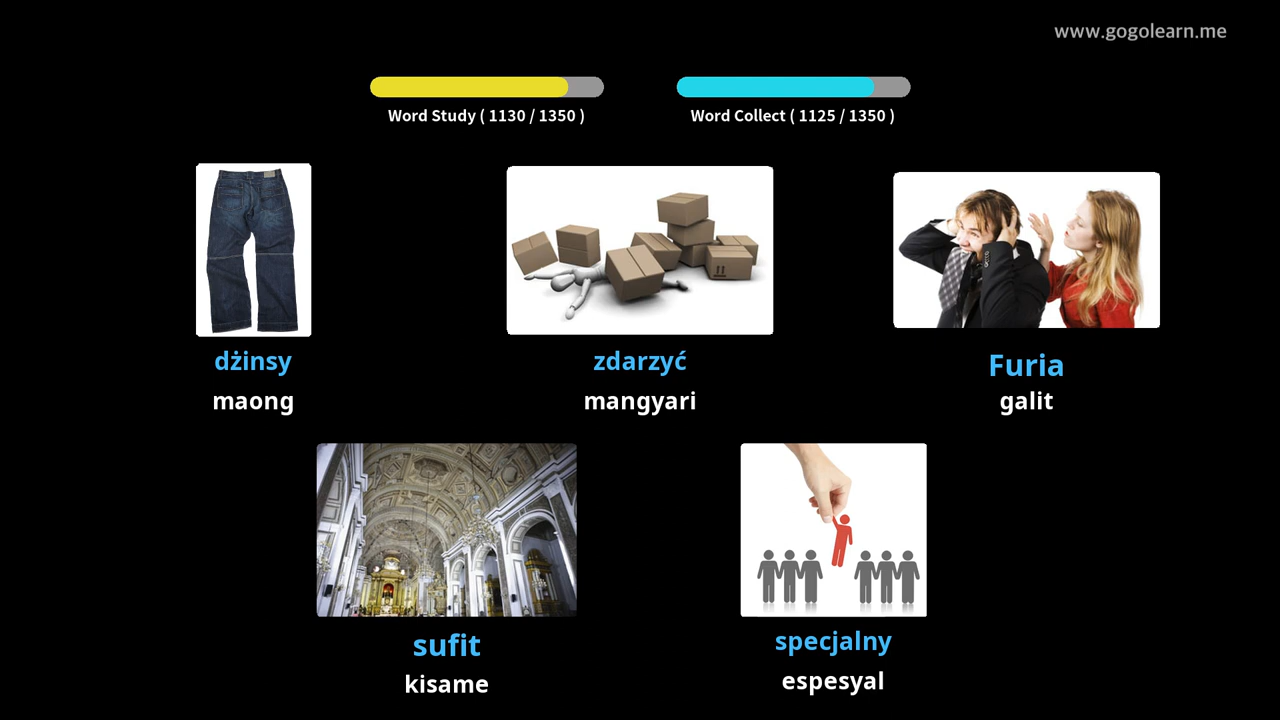 www.gogolearn.me
Word Study ( 1130 / 1350 )
Word Collect ( 1125 / 1350 )
dżinsy
maong
zdarzyć
mangyari
Furia
galit
sufit
kisame
specjalny
espesyal